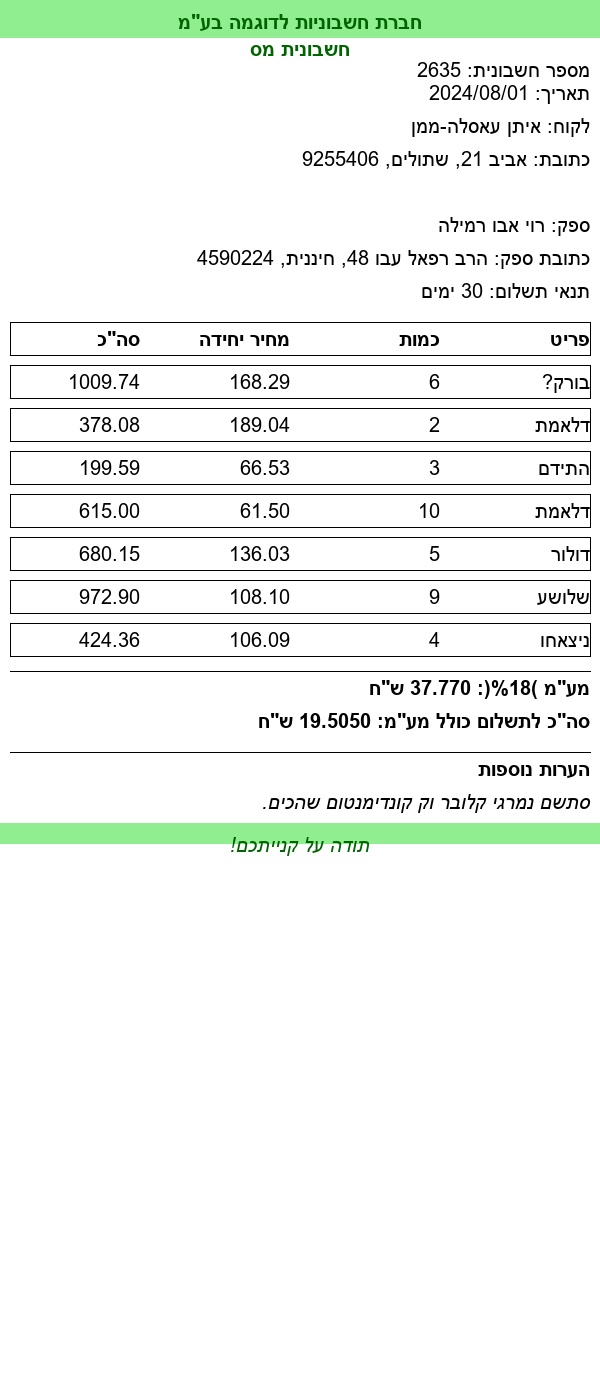 חברת חשבוניות לדוגמה בע"מ
חשבונית מס
מספר חשבונית: 2635
תאריך: 2024/08/01
לקוח: איתן עאסלה-ממן
כתובת: אביב 21, שתולים, 9255406
ספק: רוי אבו רמילה
כתובת ספק: הרב רפאל עבו 48, חיננית, 4590224
תנאי תשלום: 30 ימים
פריט כמות מחיר יחידה סה"כ
בורק? 6 168.29 1009.74
דלאמת 2 189.04 378.08
התידם 3 66.53 199.59
דלאמת 10 61.50 615.00
דולור 5 136.03 680.15
שלושע 9 108.10 972.90
ניצאחו 4 106.09 424.36
מע"מ )18%(: 37.770 ש"ח
סה"כ לתשלום כולל מע"מ: 19.5050 ש"ח
הערות נוספות
סתשם נמרגי קלובר וק קונדימנטום שהכים.
תודה על קנייתכם!